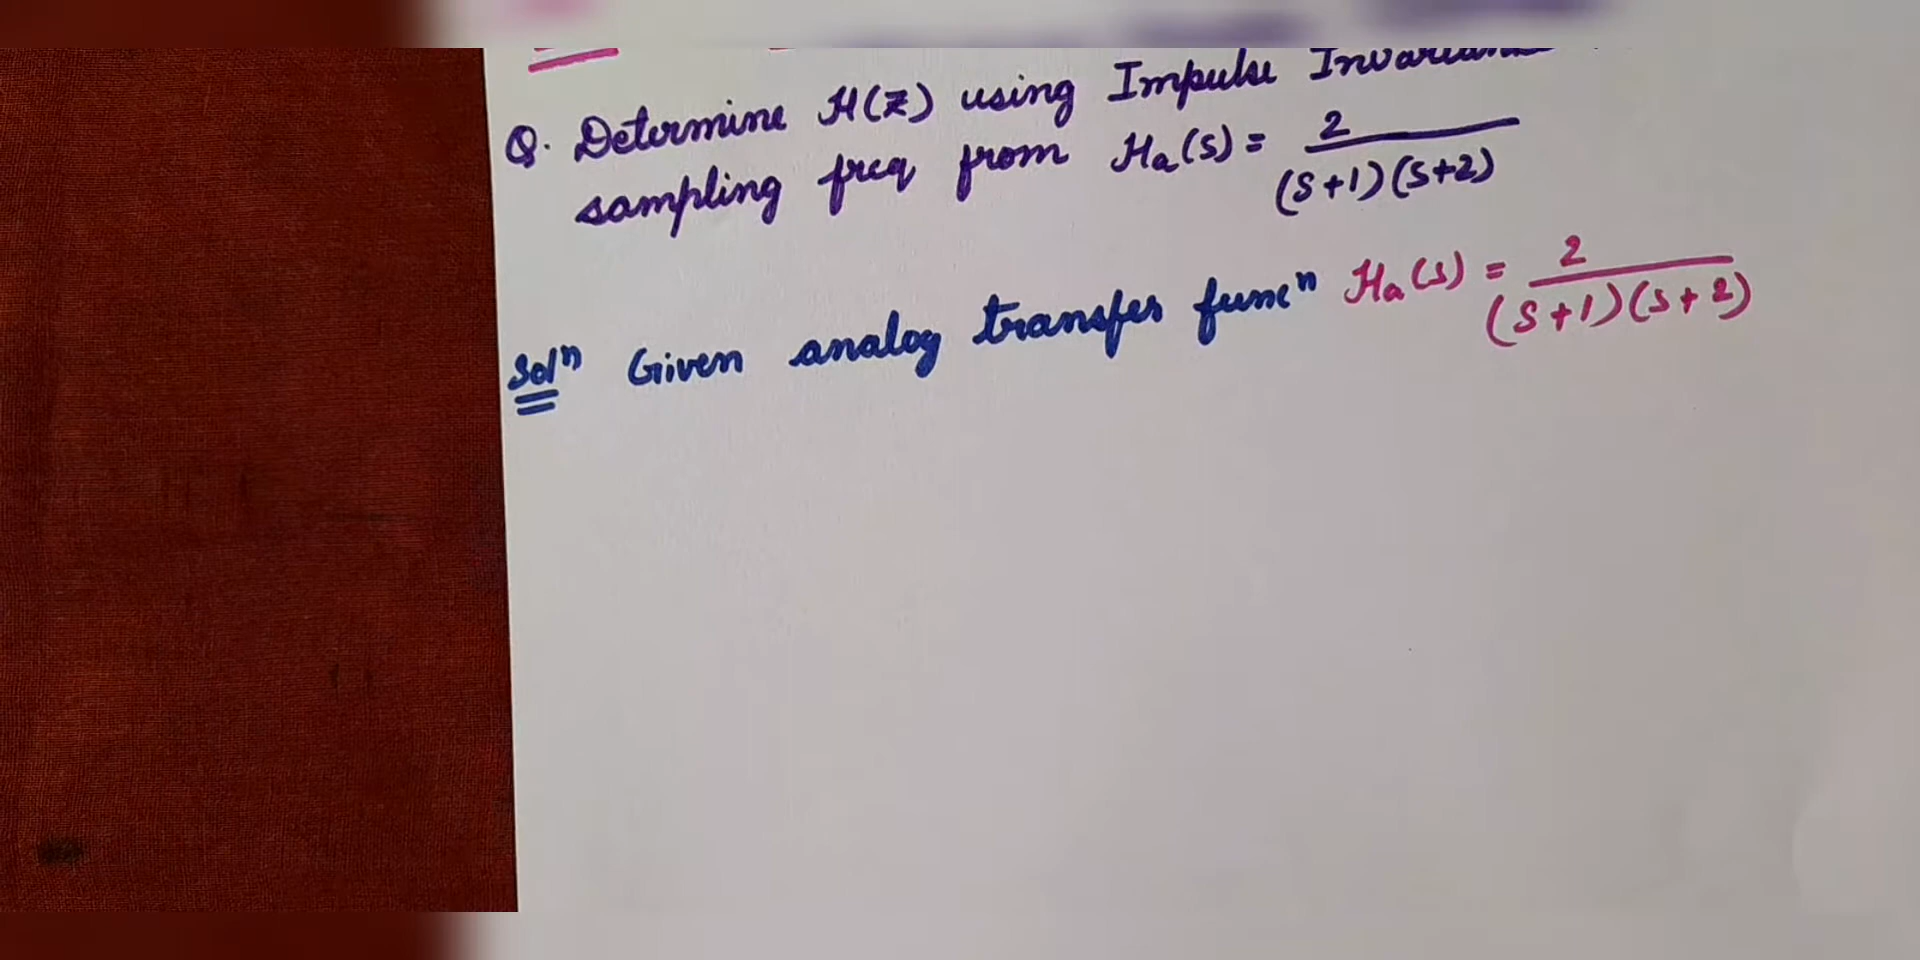 Q. Determine H(Z) using Impulse
sampling freq from Ha(s) = 2 / (S+1)(S+2)
Solⁿ Given analog transfer funcⁿ Ha(s) = 2 / (S+1)(s+2)